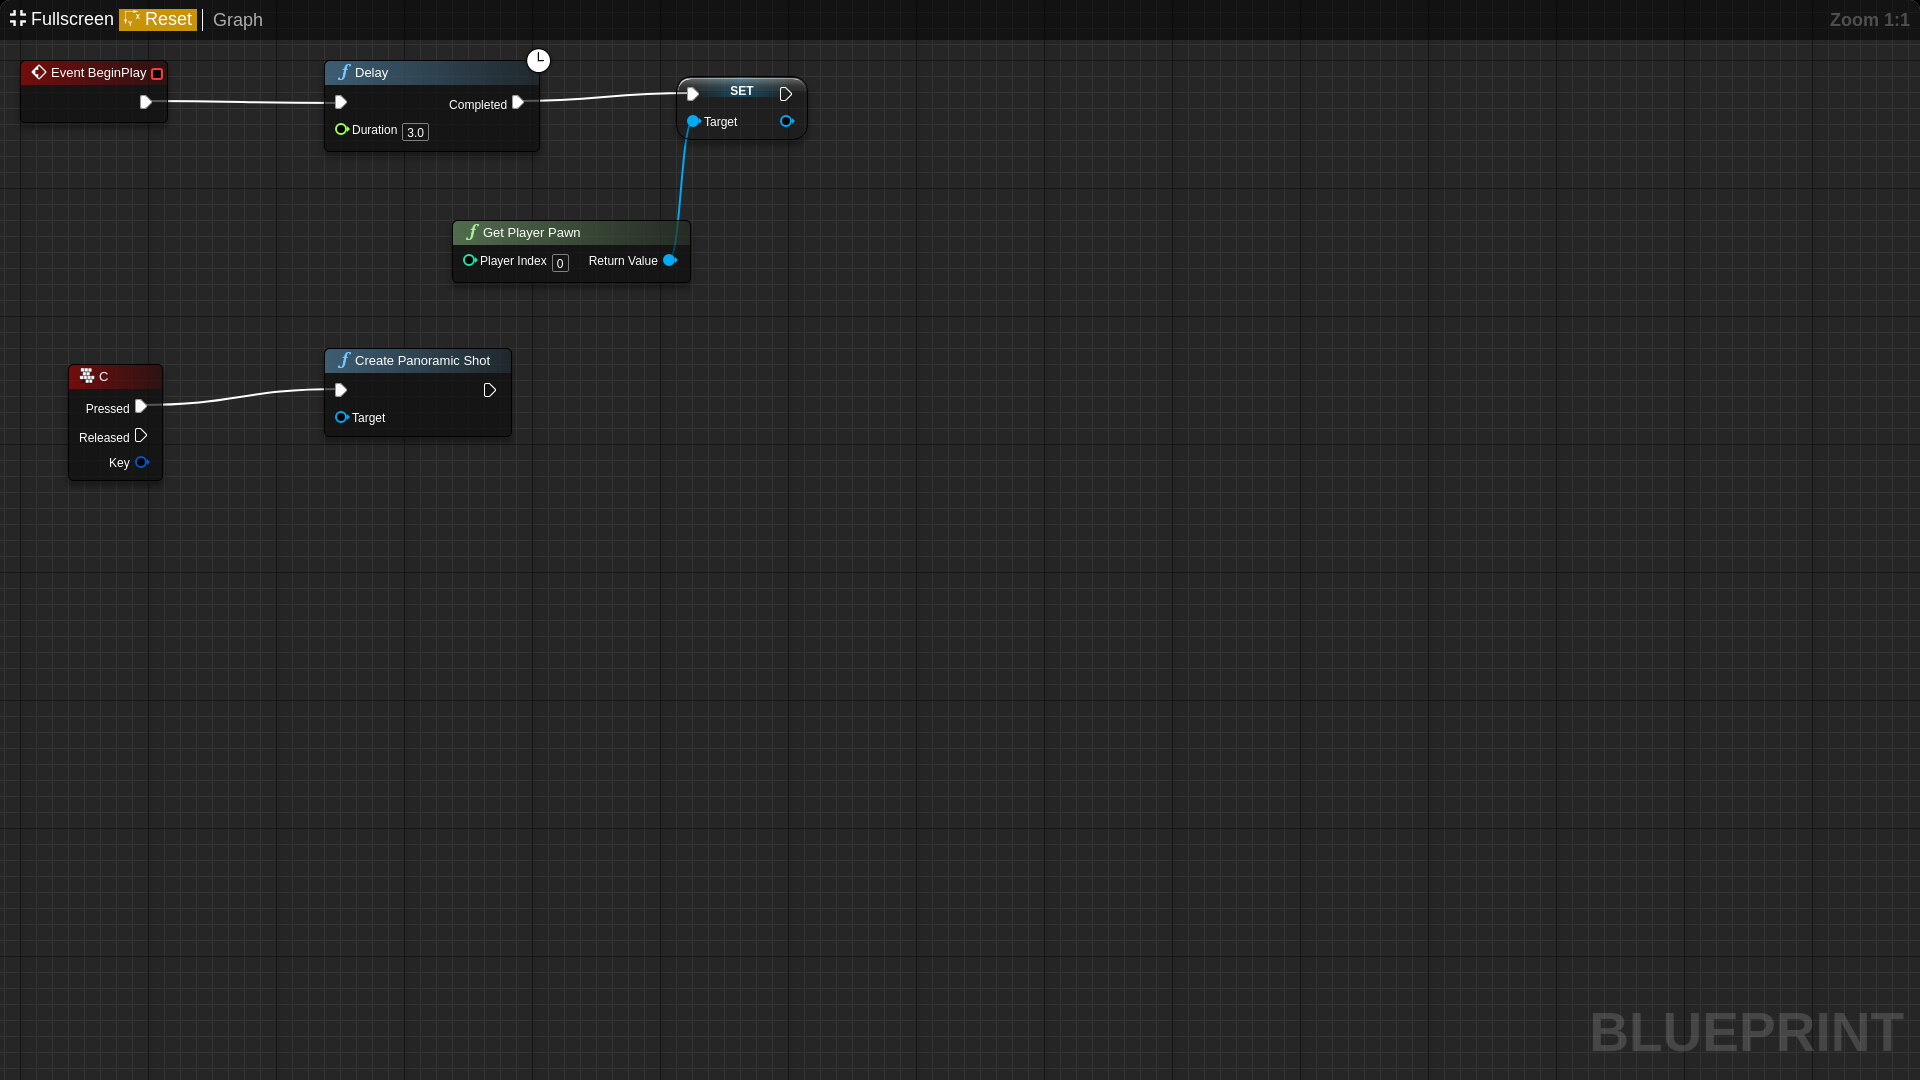 Fullscreen Reset Graph Zoom 1:1
Event BeginPlay
Delay
Completed
Duration 3.0
SET
Target
Get Player Pawn
Player Index 0 Return Value
C
Pressed
Released
Key
Create Panoramic Shot
Target
BLUEPRINT